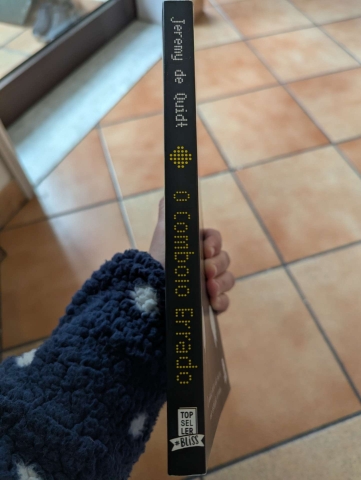 Jeremy de Quidt
O Comboio Errado
TOP
SEL
LER
#BLISS